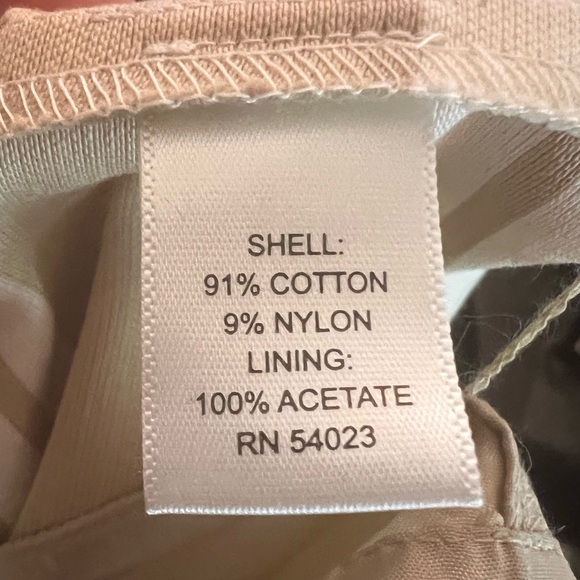 SHELL:
91% COTTON
9% NYLON
LINING:
100% ACETATE
RN 54023